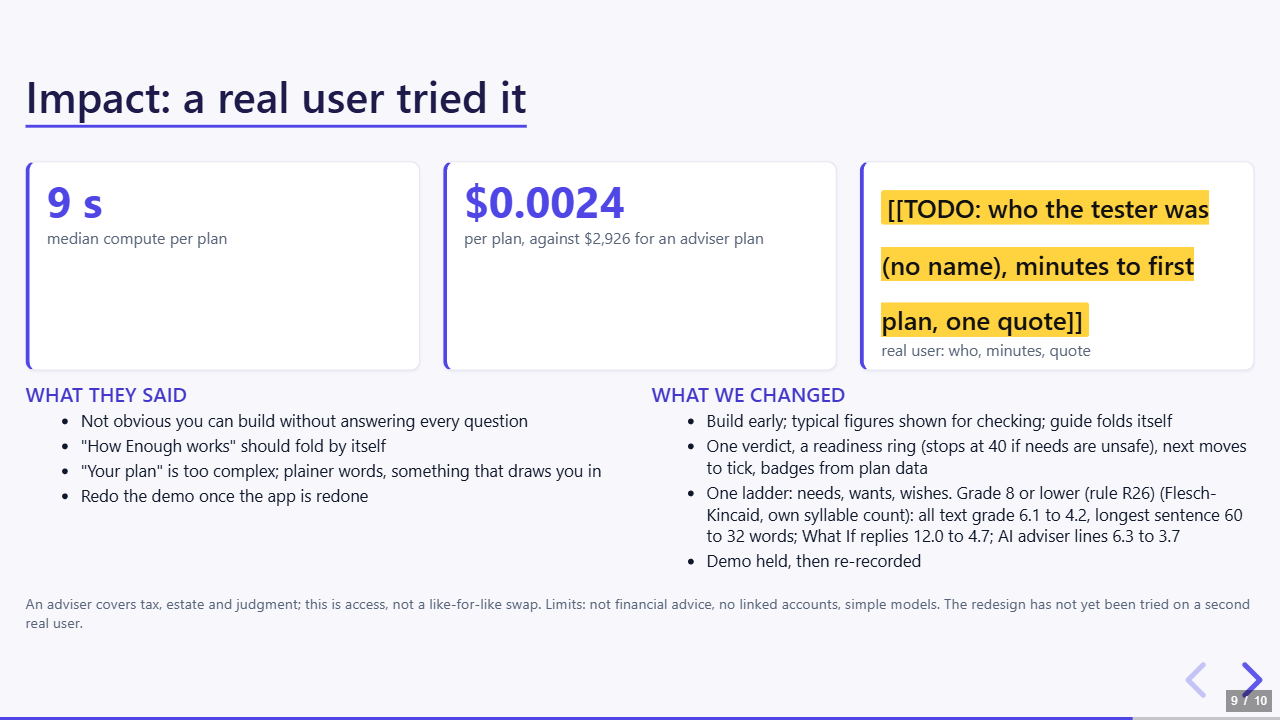 Impact: a real user tried it
9 s
median compute per plan
$0.0024
per plan, against $2,926 for an adviser plan
[[TODO: who the tester was
(no name), minutes to first
plan, one quote]]
real user: who, minutes, quote
WHAT THEY SAID
• Not obvious you can build without answering every question
• "How Enough works" should fold by itself
• "Your plan" is too complex; plainer words, something that draws you in
• Redo the demo once the app is redone
WHAT WE CHANGED
• Build early; typical figures shown for checking; guide folds itself
• One verdict, a readiness ring (stops at 40 if needs are unsafe), next moves
to tick, badges from plan data
• One ladder: needs, wants, wishes. Grade 8 or lower (rule R26) (Flesch-
Kincaid, own syllable count): all text grade 6.1 to 4.2, longest sentence 60
to 32 words; What If replies 12.0 to 4.7; AI adviser lines 6.3 to 3.7
• Demo held, then re-recorded
An adviser covers tax, estate and judgment; this is access, not a like-for-like swap. Limits: not financial advice, no linked accounts, simple models. The redesign has not yet been tried on a second
real user.
9 / 10